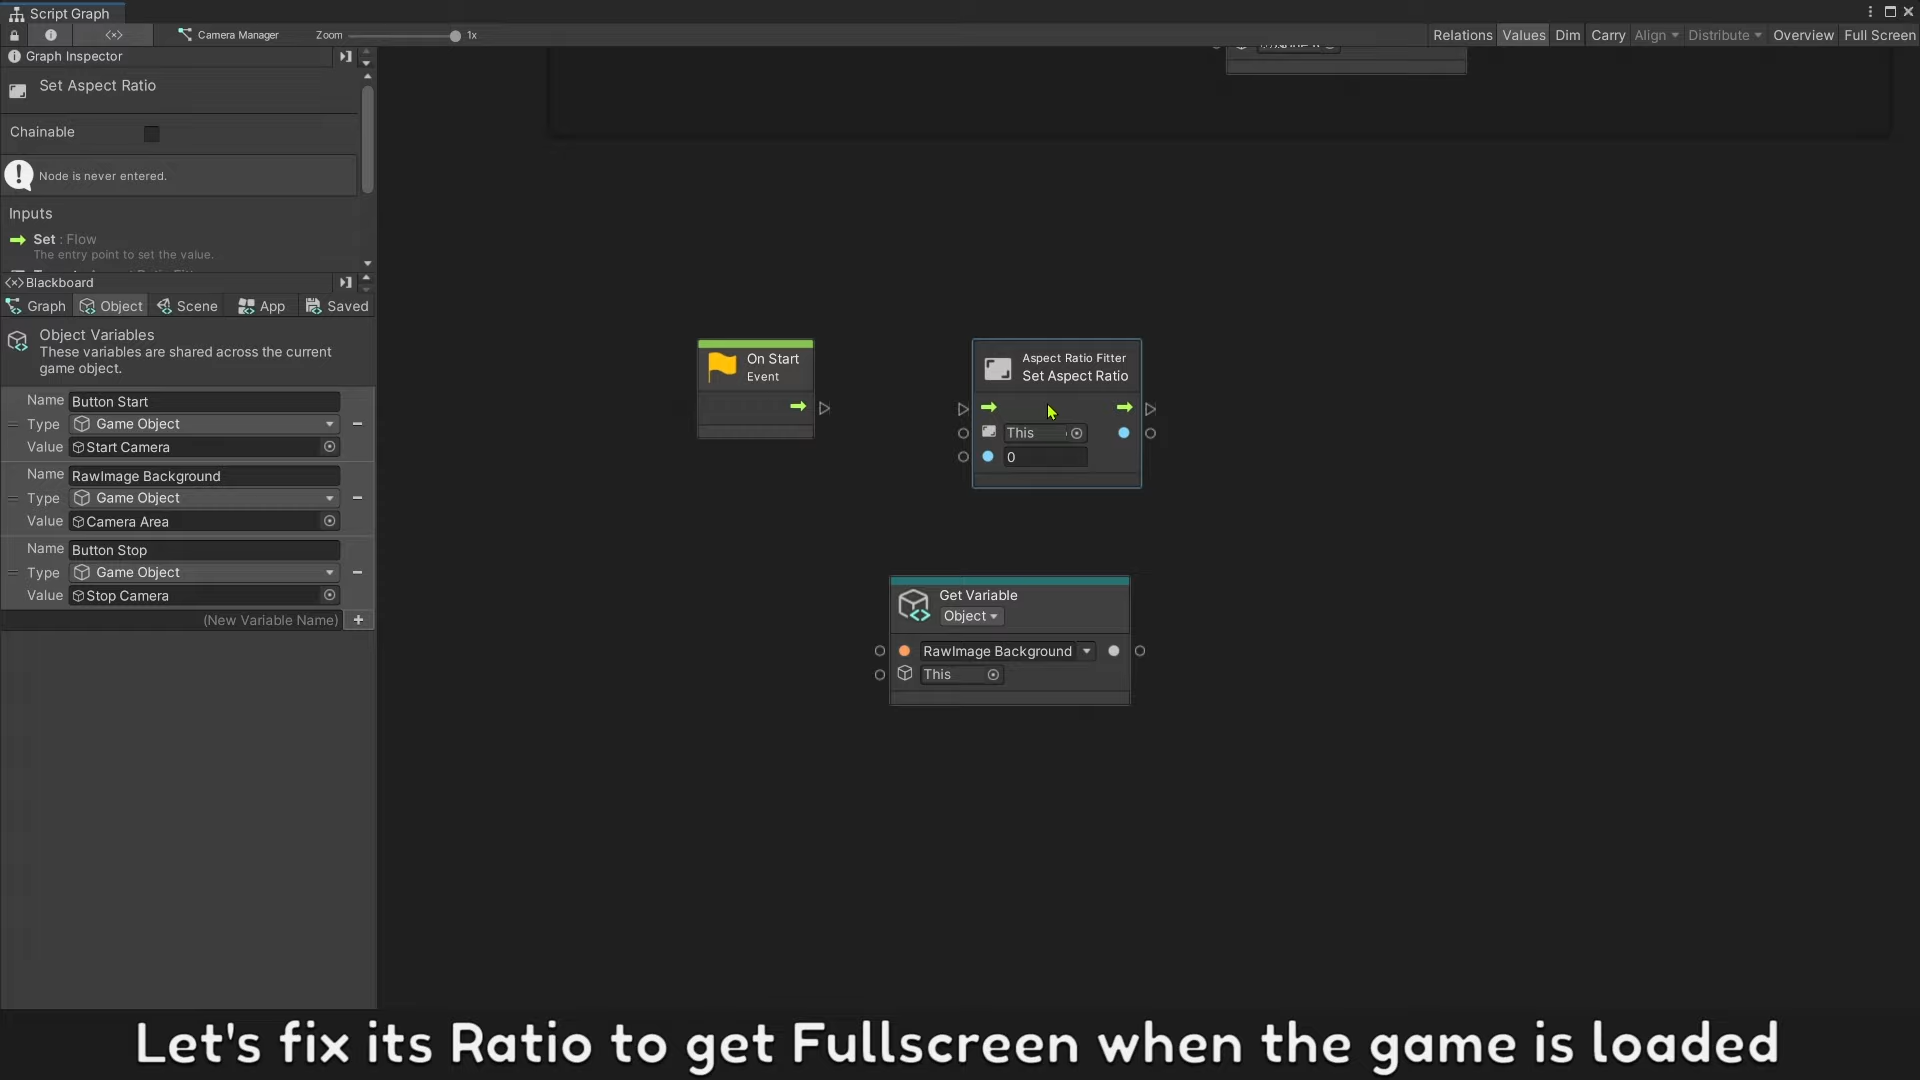 Script Graph
Camera Manager
Zoom
1x
Relations
Values
Dim
Carry
Align
Distribute
Overview
Full Screen
Graph Inspector
Set Aspect Ratio
Chainable
Node is never entered.
Inputs
Set : Flow
The entry point to set the value.
Blackboard
Graph
Object
Scene
App
Saved
Object Variables
These variables are shared across the current
game object.
Name Button Start
Type Game Object
Value Start Camera
Name RawImage Background
Type Game Object
Value Camera Area
Name Button Stop
Type Game Object
Value Stop Camera
(New Variable Name)
On Start
Event
Aspect Ratio Fitter
Set Aspect Ratio
This
0
Get Variable
Object
RawImage Background
This
Let's fix its Ratio to get Fullscreen when the game is loaded